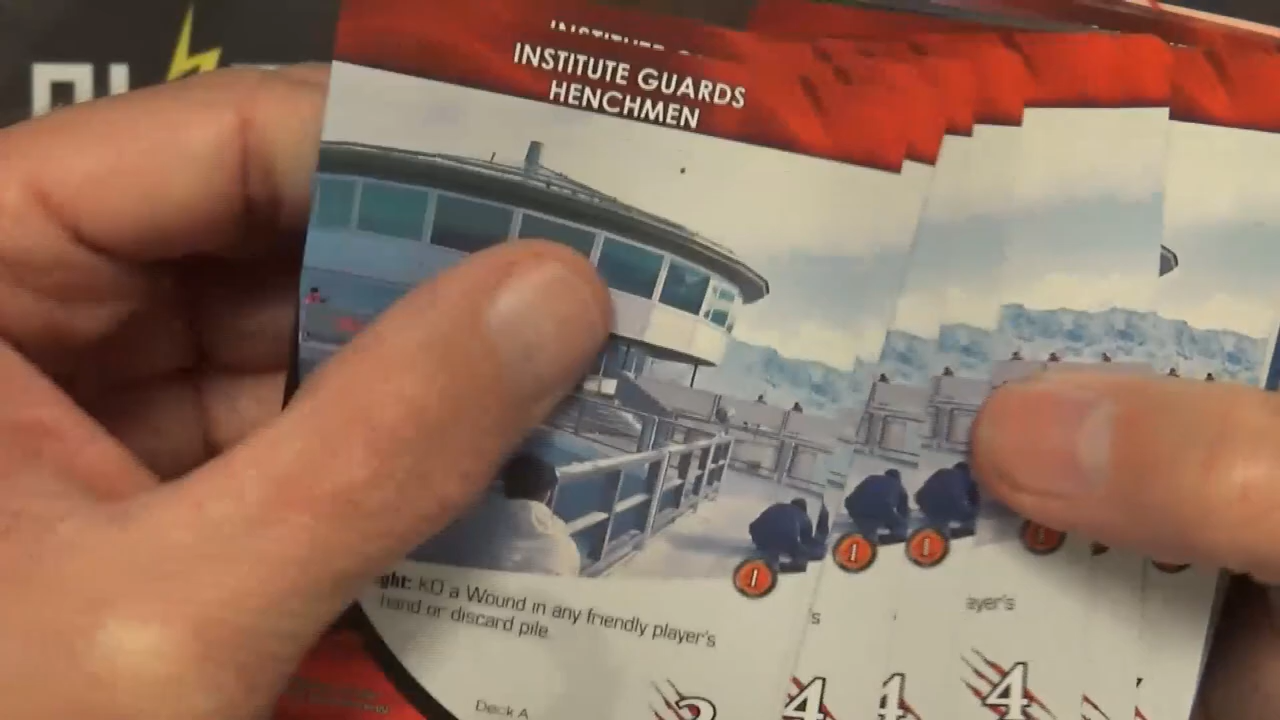 INSTITUTE GUARDS
HENCHMEN
1
1
1
1
ght: KO a Wound in any friendly player's
hand or discard pile.
's
ayer's
Deck A
4
4
4